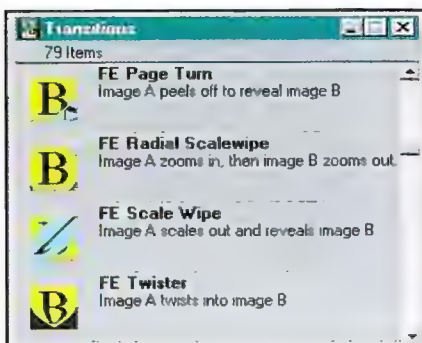 Transitions
79 Items
FE Page Turn
Image A peels off to reveal image B
FE Radial Scalewipe
Image A zooms in, then image B zooms out.
FE Scale Wipe
Image A scales out and reveals image B
FE Twister
Image A twists into image B